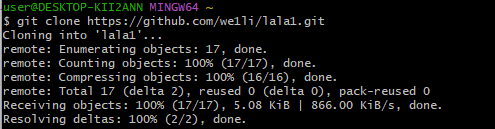 user@DESKTOP-KII2ANN MINGW64 ~
$ git clone https://github.com/we1li/lala1.git
Cloning into 'lala1'...
remote: Enumerating objects: 17, done.
remote: Counting objects: 100% (17/17), done.
remote: Compressing objects: 100% (16/16), done.
remote: Total 17 (delta 2), reused 0 (delta 0), pack-reused 0
Receiving objects: 100% (17/17), 5.08 KiB | 866.00 KiB/s, done.
Resolving deltas: 100% (2/2), done.